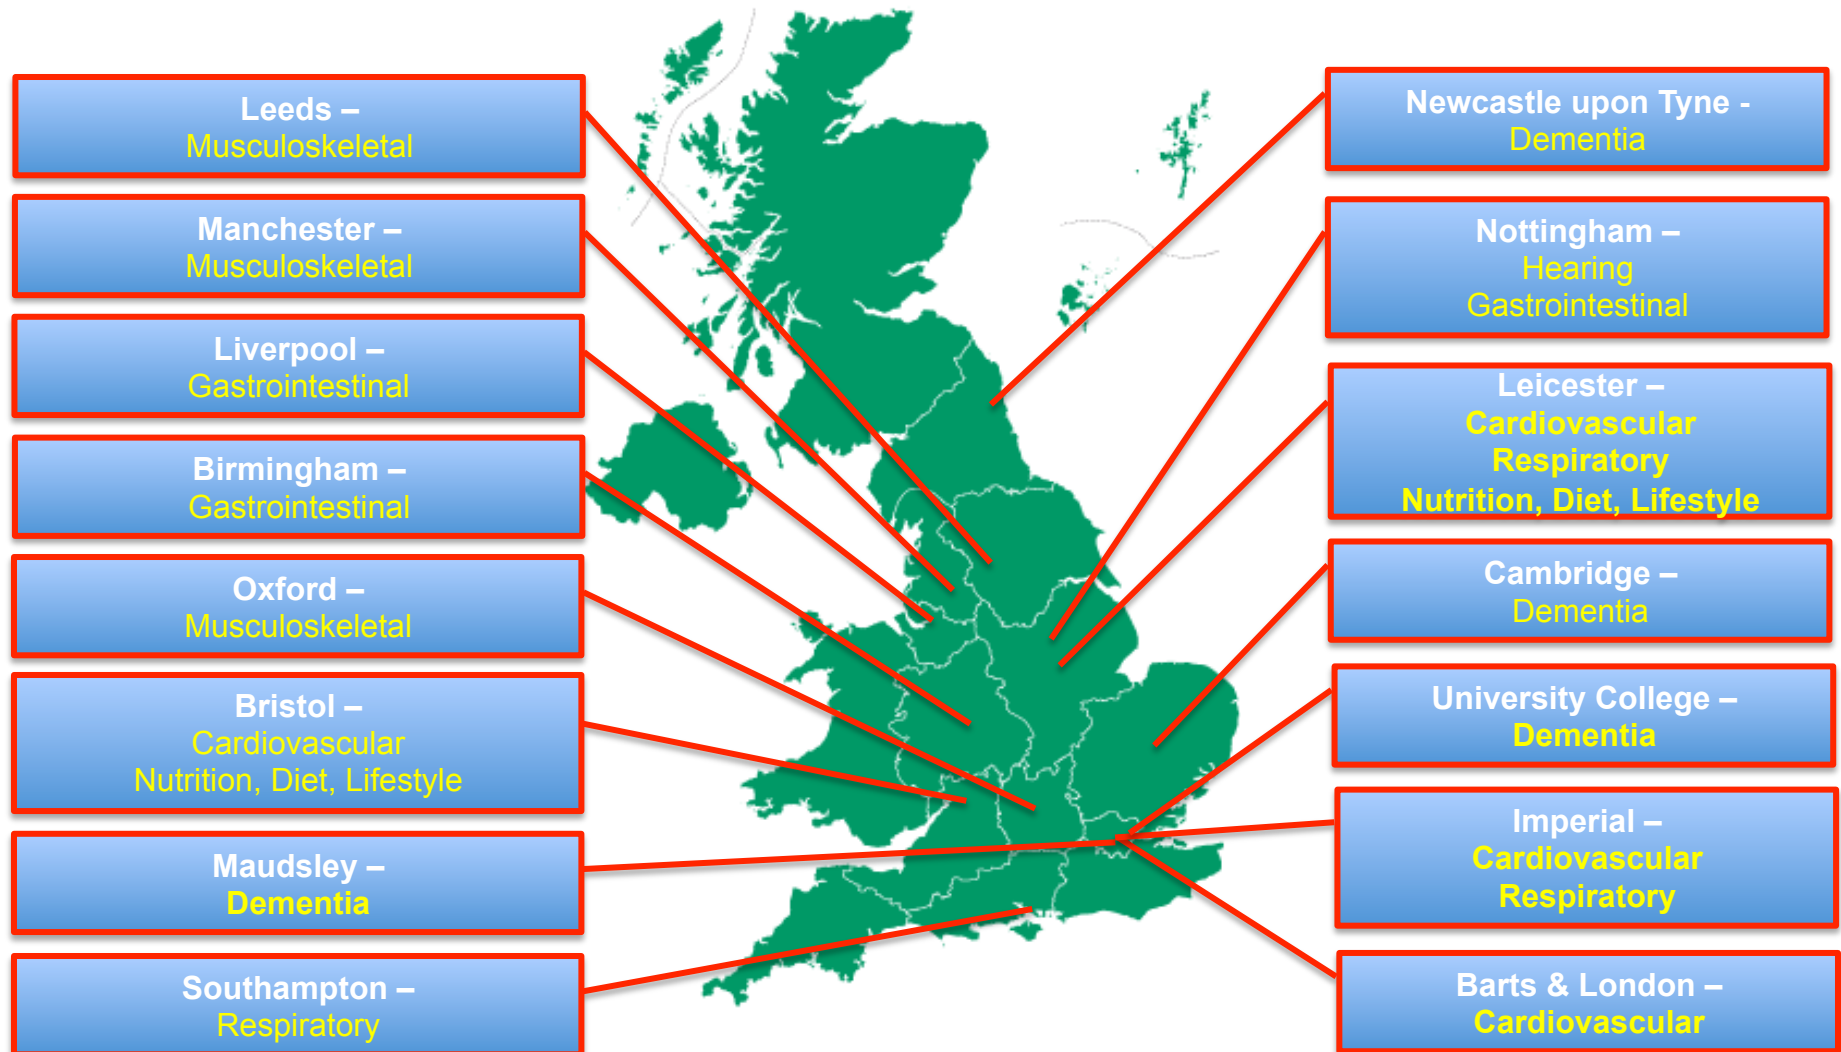 Leeds –
Musculoskeletal
Manchester –
Musculoskeletal
Liverpool –
Gastrointestinal
Birmingham –
Gastrointestinal
Oxford –
Musculoskeletal
Bristol –
Cardiovascular
Nutrition, Diet, Lifestyle
Maudsley –
Dementia
Southampton –
Respiratory
Newcastle upon Tyne -
Dementia
Nottingham –
Hearing
Gastrointestinal
Leicester –
Cardiovascular
Respiratory
Nutrition, Diet, Lifestyle
Cambridge –
Dementia
University College –
Dementia
Imperial –
Cardiovascular
Respiratory
Barts & London –
Cardiovascular